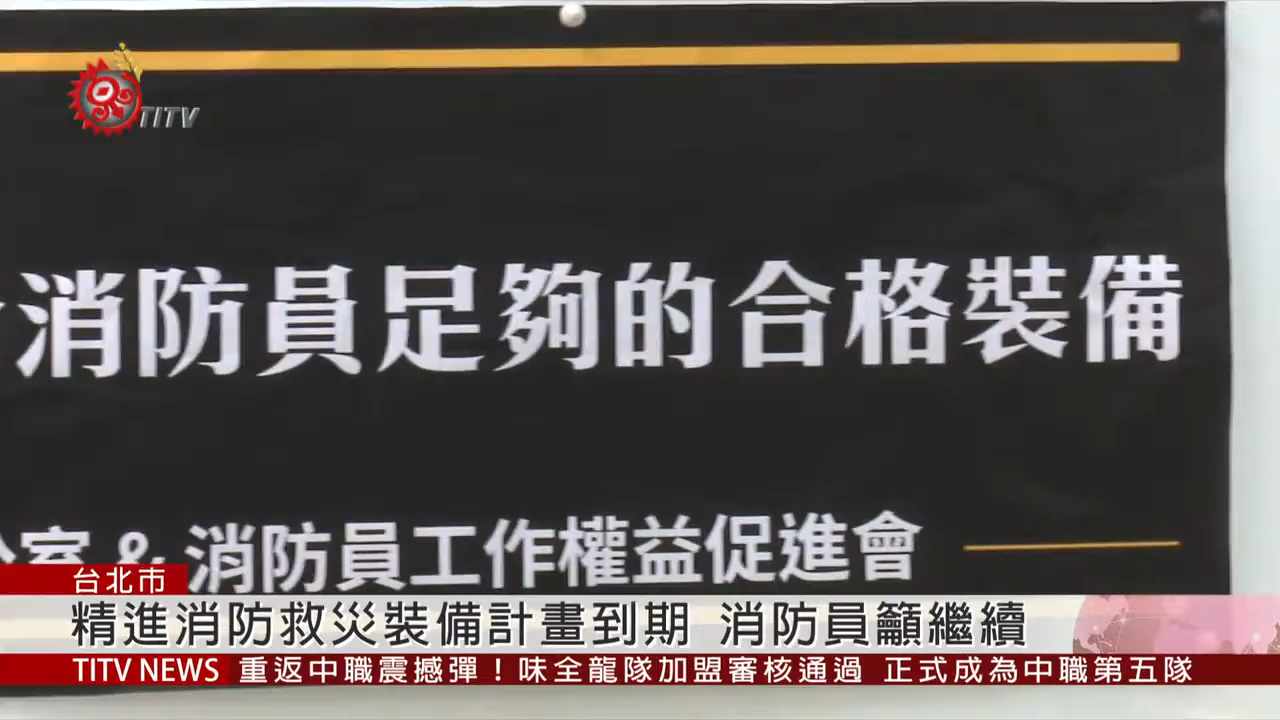 TITV
消防員足夠的合格裝備
公室 & 消防員工作權益促進會
台北市
精進消防救災裝備計畫到期 消防員籲繼續
TITV NEWS 重返中職震撼彈！味全龍隊加盟審核通過 正式成為中職第五隊